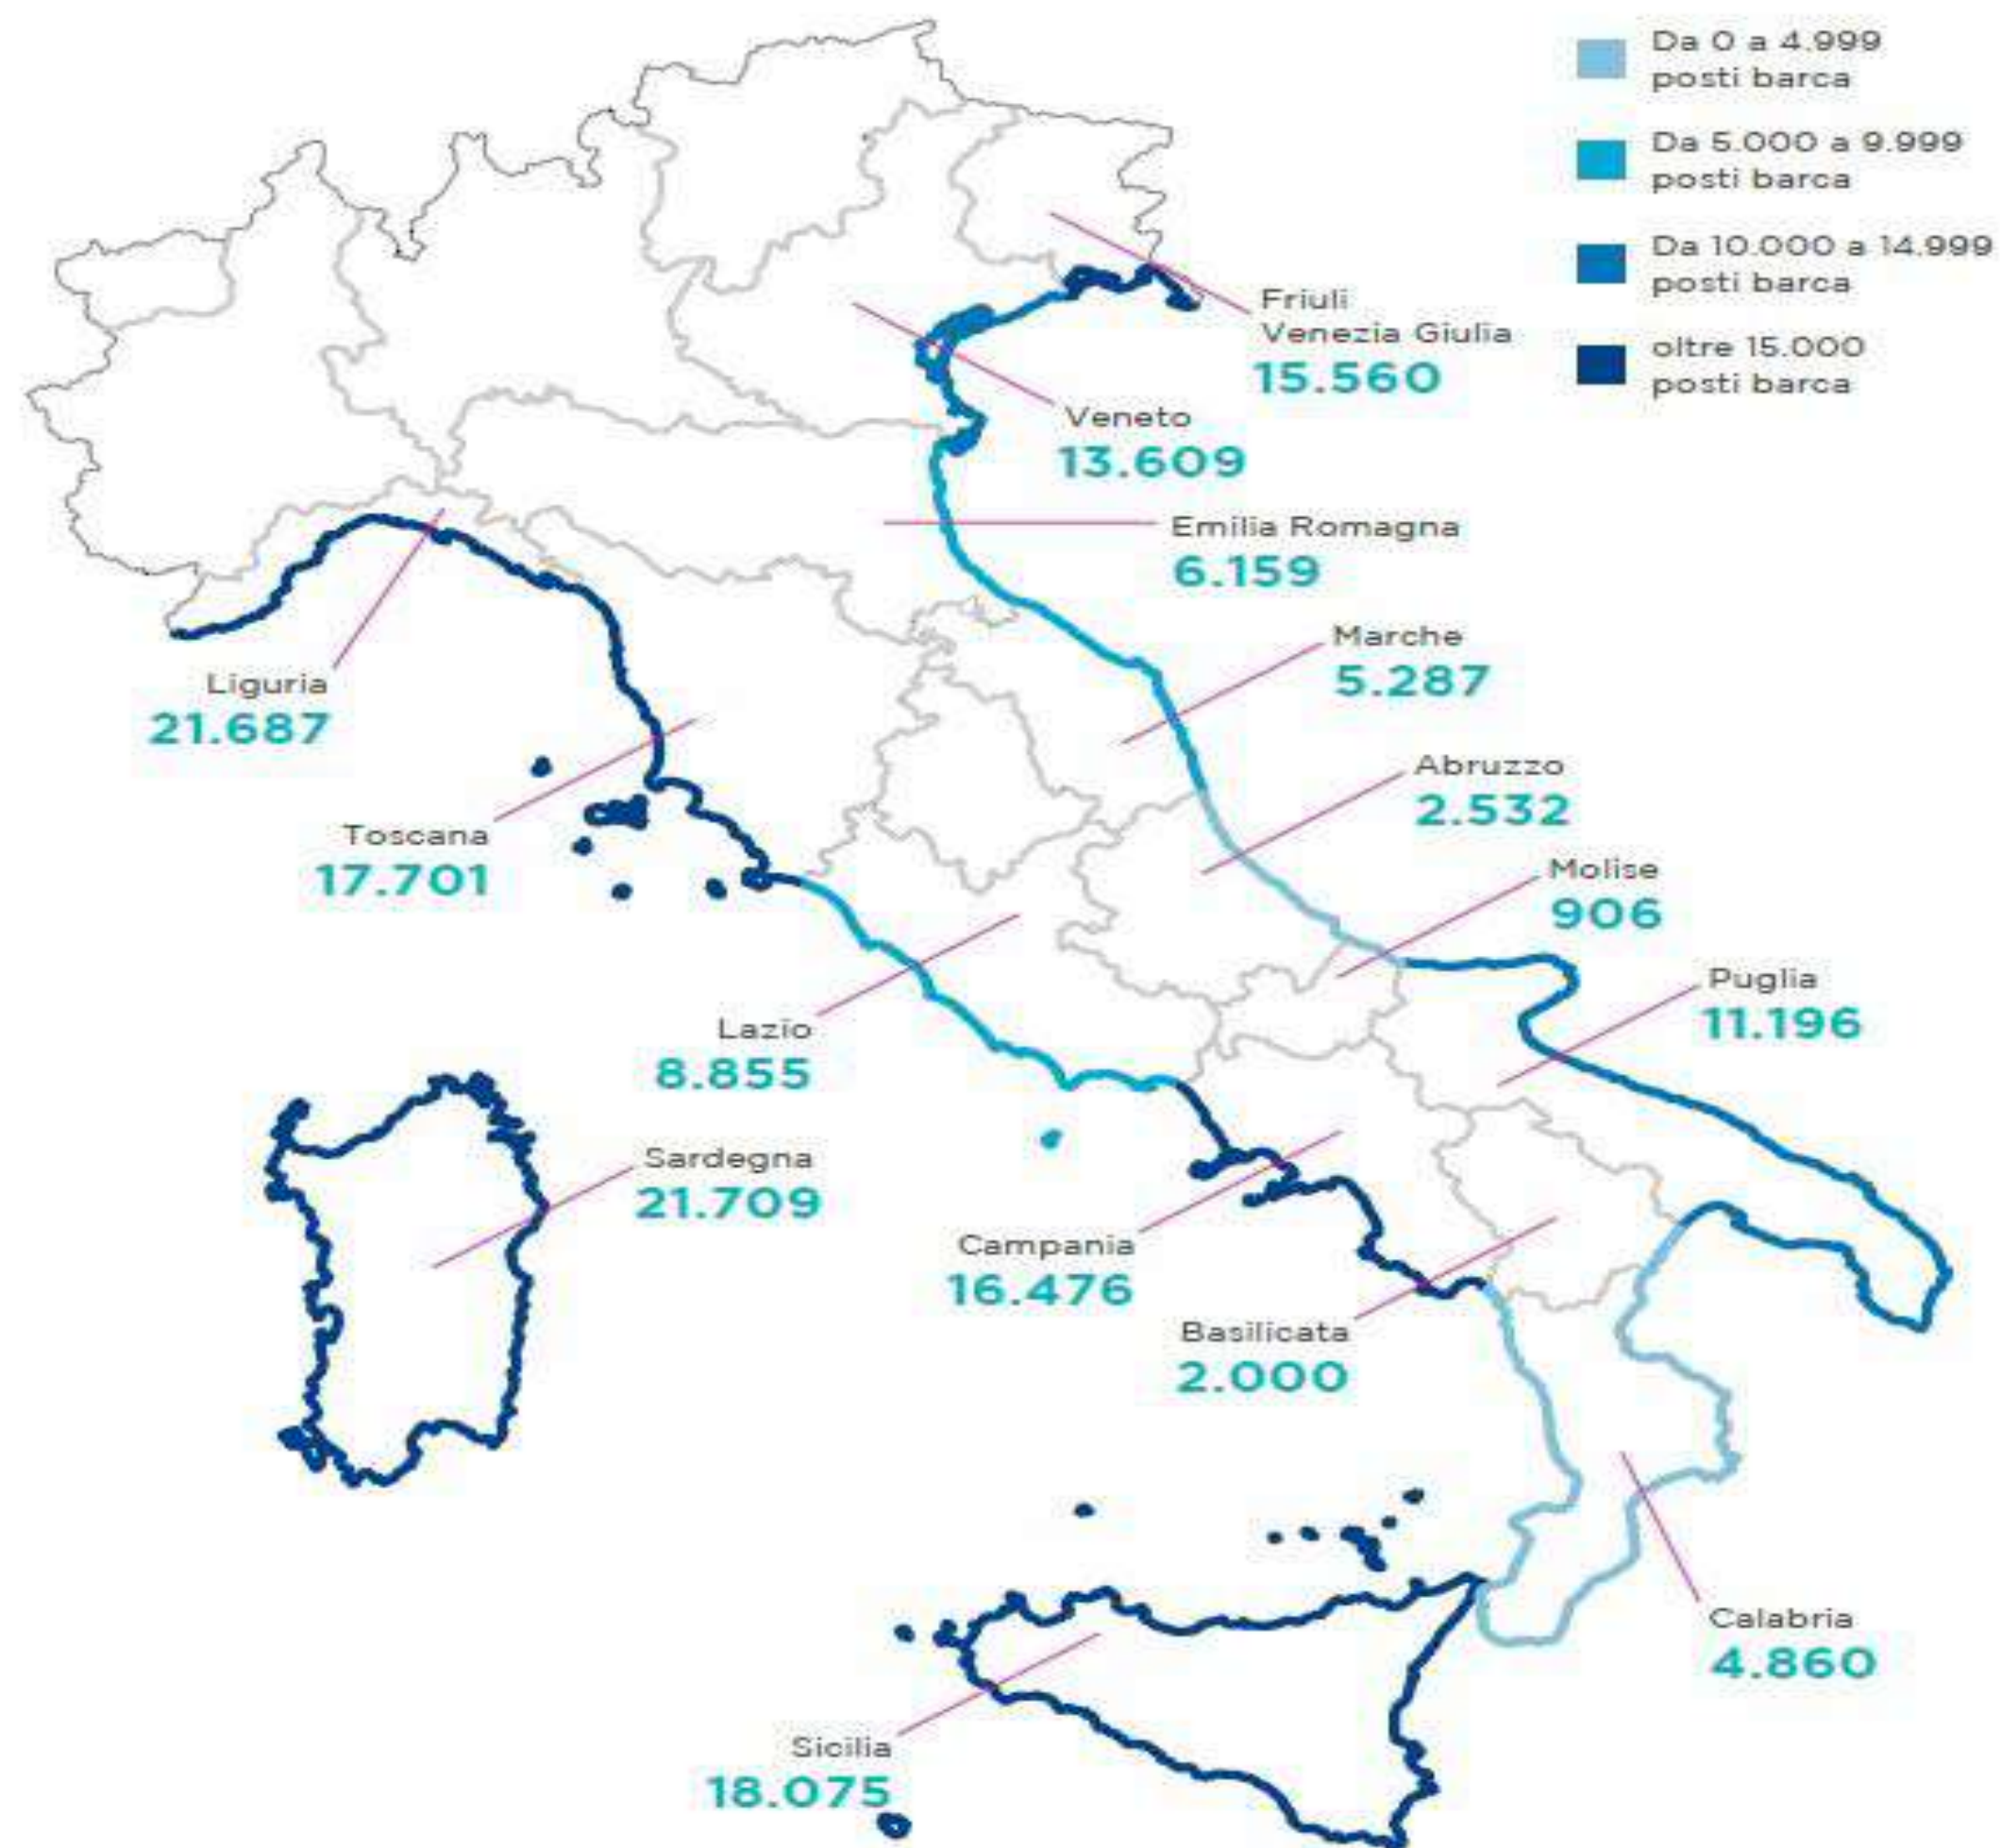 Da 0 a 4.999
posti barca
Da 5.000 a 9.999
posti barca
Da 10.000 a 14.999
posti barca
oltre 15.000
posti barca
Friuli
Venezia Giulia
15.560
Veneto
13.609
Emilia Romagna
6.159
Marche
5.287
Liguria
21.687
Abruzzo
2.532
Toscana
17.701
Molise
906
Puglia
11.196
Lazio
8.855
Sardegna
21.709
Campania
16.476
Basilicata
2.000
Calabria
4.860
Sicilia
18.075